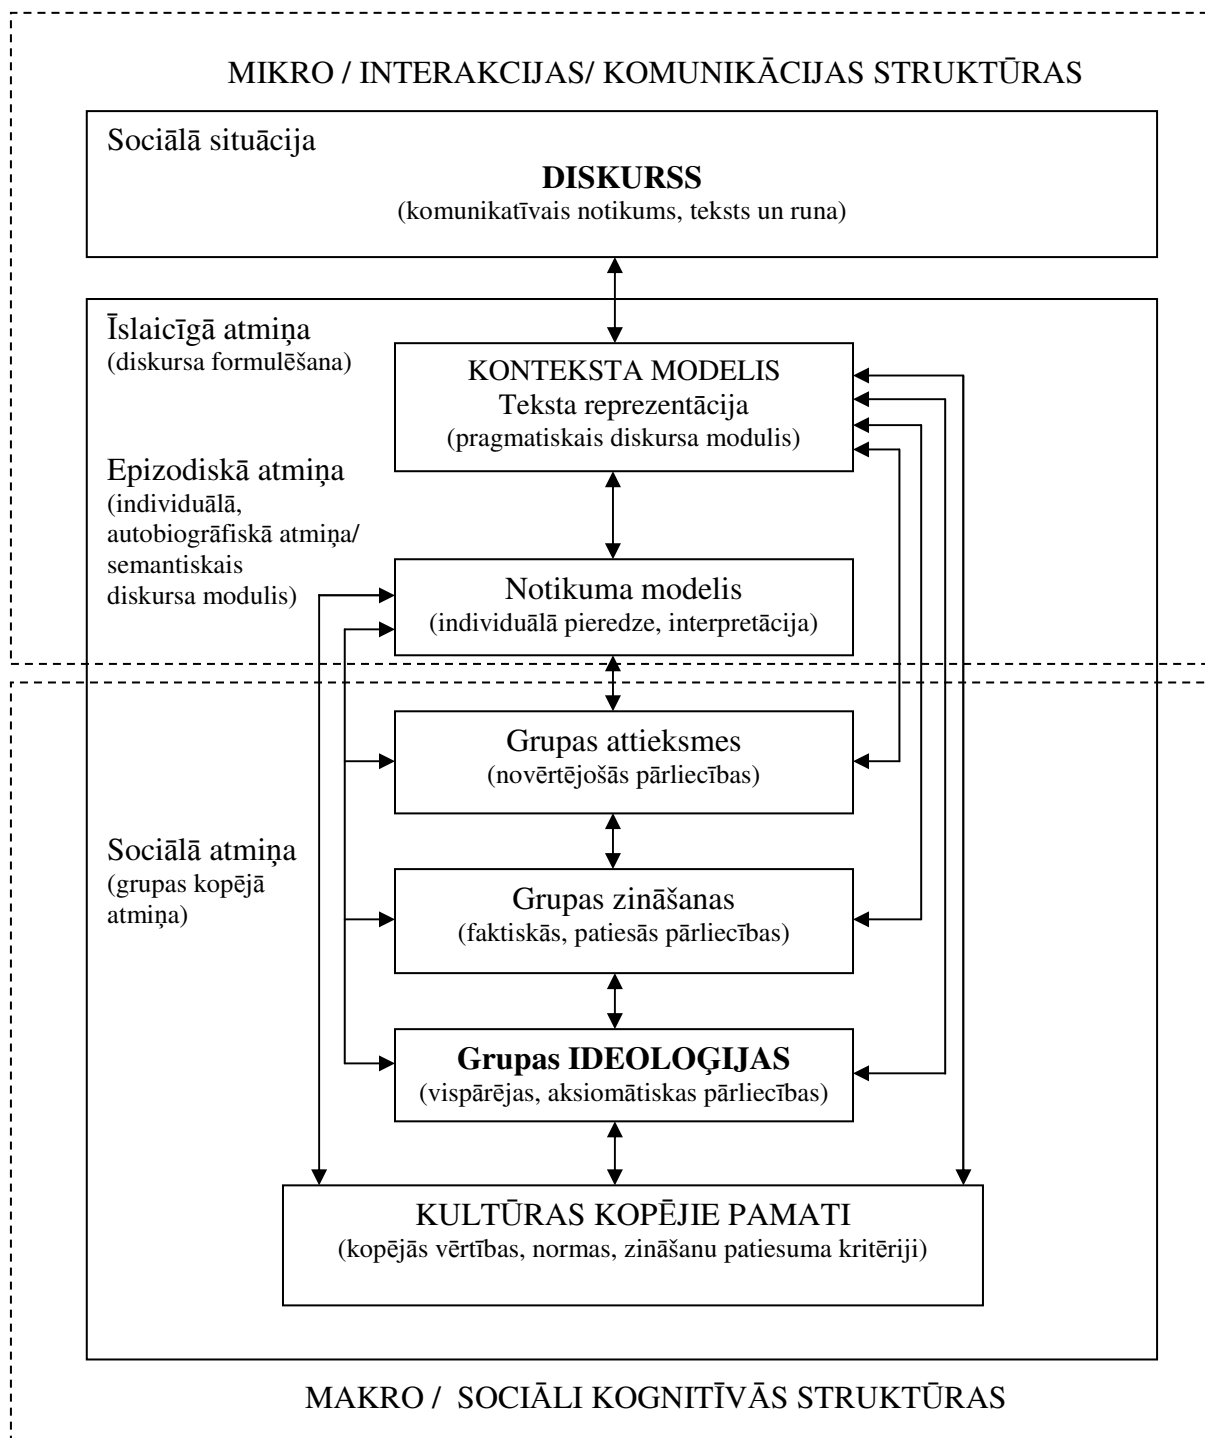 MIKRO / INTERAKCIJAS/ KOMUNIKĀCIJAS STRUKTŪRAS
Sociālā situācija
DISKURSS
(komunikatīvais notikums, teksts un runa)
Īslaicīgā atmiņa
(diskursa formulēšana)
KONTEKSTA MODELIS
Teksta reprezentācija
(pragmatiskais diskursa modulis)
Epizodiskā atmiņa
(individuālā,
autobiogrāfiskā atmiņa/
semantiskais
diskursa modulis)
Notikuma modelis
(individuālā pieredze, interpretācija)
Grupas attieksmes
(novērtējošās pārliecības)
Sociālā atmiņa
(grupas kopējā
atmiņa)
Grupas zināšanas
(faktiskās, patiesās pārliecības)
Grupas IDEOLOĢIJAS
(vispārējas, aksiomātiskas pārliecības)
KULTŪRAS KOPĒJIE PAMATI
(kopējās vērtības, normas, zināšanu patiesuma kritēriji)
MAKRO /  SOCIĀLI KOGNITĪVĀS STRUKTŪRAS